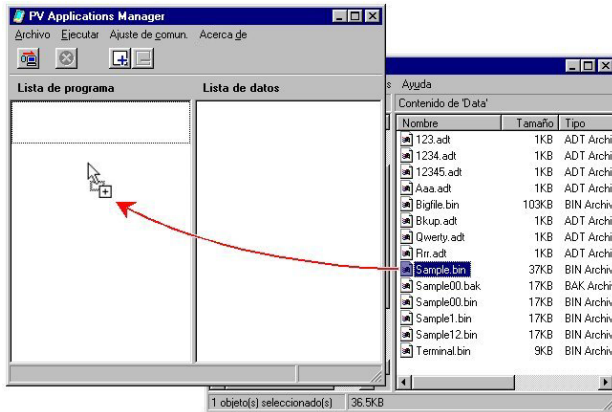 PV Applications Manager
Archivo Ejecutar Ajuste de comun. Acerca de
Lista de programa Lista de datos
Ayuda
Contenido de 'Data'
Nombre Tamaño Tipo
123.adt 1KB ADT Archi
1234.adt 1KB ADT Archi
12345.adt 1KB ADT Archi
Aaa.adt 1KB ADT Archi
Bigfile.bin 103KB BIN Archiv
Bkup.adt 1KB ADT Archi
Qwerty.adt 1KB ADT Archi
Rrr.adt 1KB ADT Archi
Sample.bin 37KB BIN Archiv
Sample00.bak 17KB BAK Archi
Sample00.bin 17KB BIN Archiv
Sample1.bin 17KB BIN Archiv
Sample12.bin 17KB BIN Archiv
Terminal.bin 9KB BIN Archiv
1 objeto(s) seleccionado(s) 36.5KB